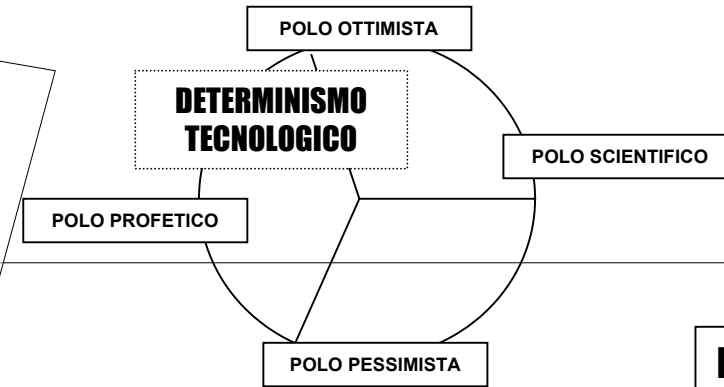 POLO OTTIMISTA
DETERMINISMO
TECNOLOGICO
POLO SCIENTIFICO
POLO PROFETICO
POLO PESSIMISTA